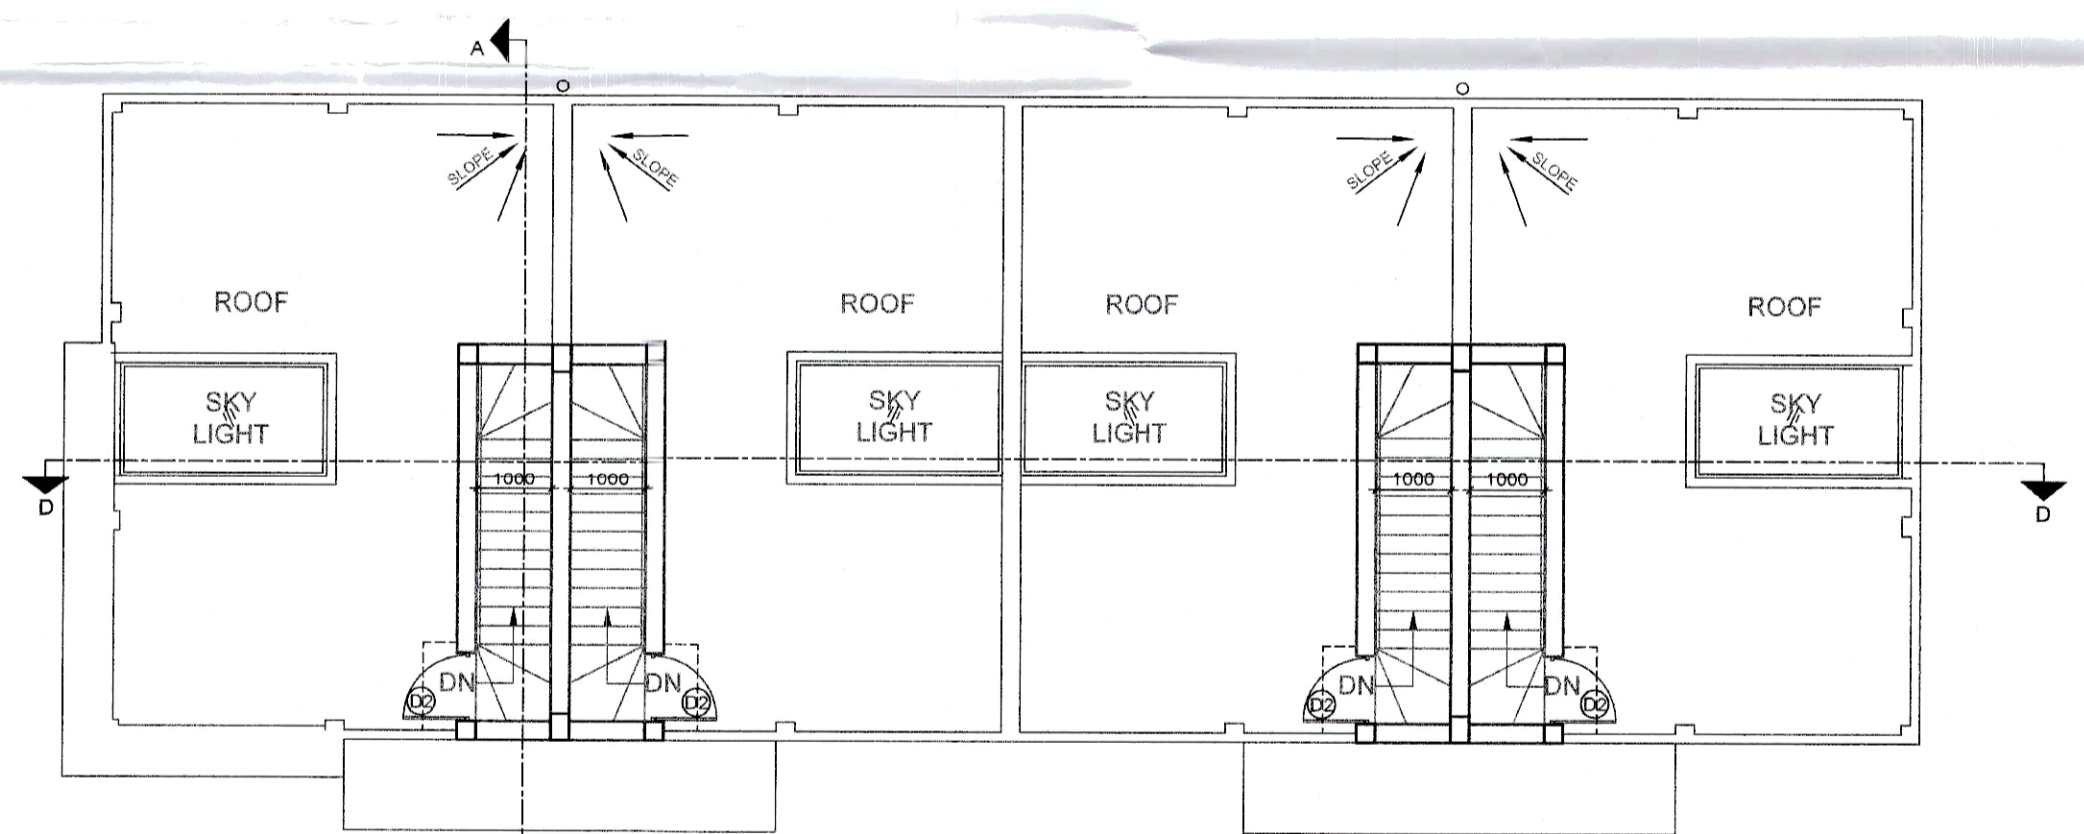 A
SLOPE
SLOPE
SLOPE
SLOPE
ROOF
ROOF
ROOF
ROOF
SKY
LIGHT
SKY
LIGHT
SKY
LIGHT
SKY
LIGHT
1000
1000
1000
1000
D
D
DN
DN
DN
DN
D2
D2
D2
D2